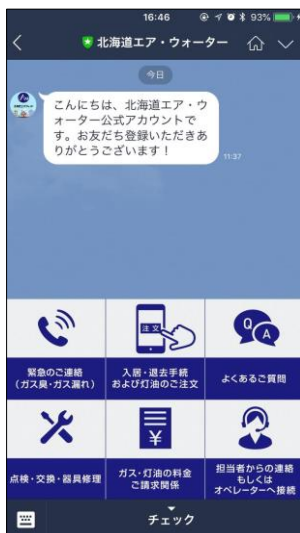 16:46
93%
北海道エア・ウォーター
今日
こんにちは、北海道エア・ウ
ォーター公式アカウントで
す。お友だち登録いただきあ
りがとうございます！
11:37
注文
Q
A
緊急のご連絡
(ガス臭・ガス漏れ)
入居・退去手続
および灯油のご注文
よくあるご質問
¥
点検・交換・器具修理
ガス・灯油の料金
ご請求関係
担当者からの連絡
もしくは
オペレーターへ接続
チェック